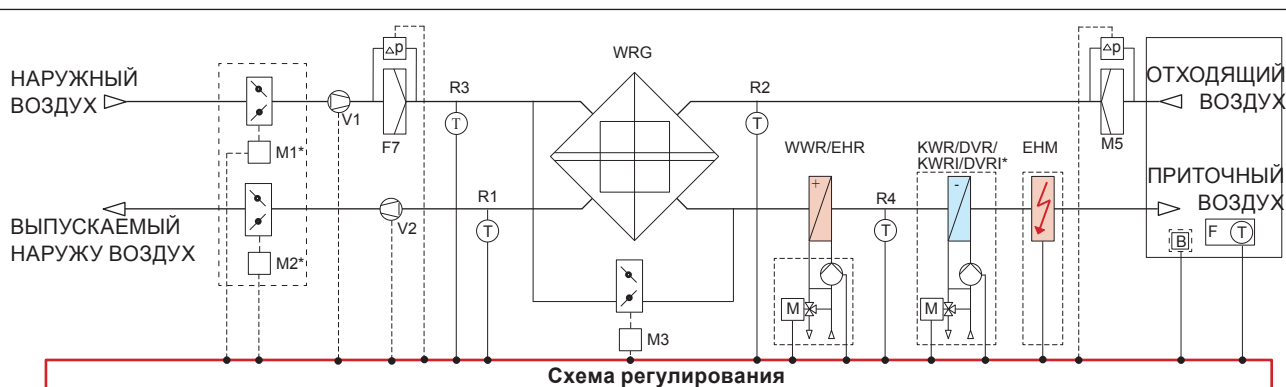 НАРУЖНЫЙ
ВОЗДУХ
M1*
V1
Δp
F7
R3
WRG
R2
T
T
Δp
M5
ОТХОДЯЩИЙ
ВОЗДУХ
ВЫПУСКАЕМЫЙ
НАРУЖУ ВОЗДУХ
M2*
V2
R1
T
M3
WWR/EHR
+
M
R4
T
KWR/DVR/
KWRI/DVRI*
-
M
EHM
ПРИТОЧНЫЙ
ВОЗДУХ
B
F T
Схема регулирования